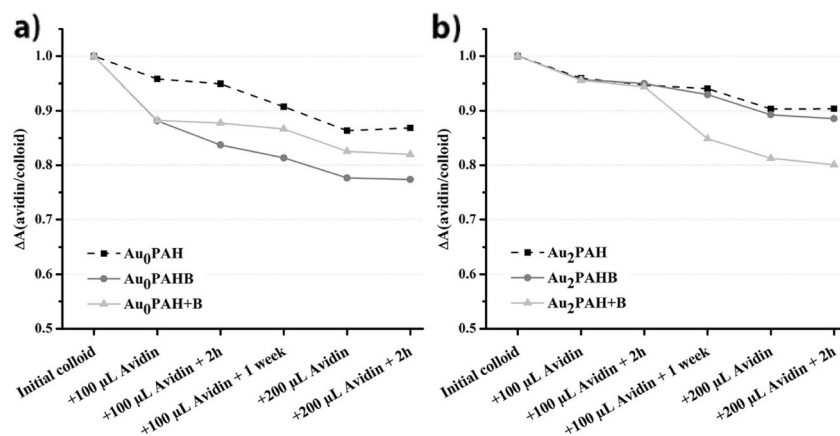 a)
ΔA(avidin/colloid)
1.0
0.9
0.8
0.7
0.6
0.5
Au0PAH
Au0PAHB
Au0PAH+B
Initial colloid
+100 μL Avidin
+100 μL Avidin + 2h
+100 μL Avidin + 1 week
+200 μL Avidin
+200 μL Avidin + 2h
b)
ΔA(avidin/colloid)
1.0
0.9
0.8
0.7
0.6
0.5
Au2PAH
Au2PAHB
Au2PAH+B
Initial colloid
+100 μL Avidin
+100 μL Avidin + 2h
+100 μL Avidin + 1 week
+200 μL Avidin
+200 μL Avidin + 2h